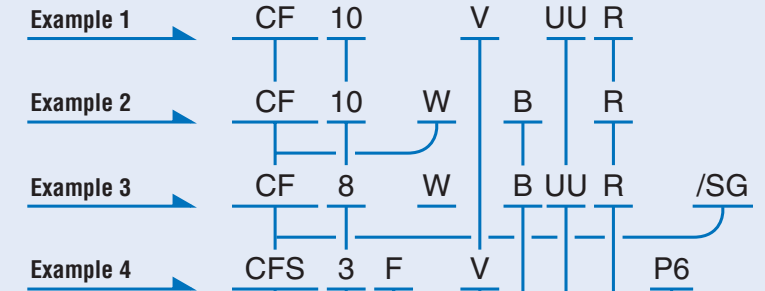 Example 1 CF 10 V UU R
Example 2 CF 10 W B R
Example 3 CF 8 W B UU R /SG
Example 4 CFS 3 F V P6